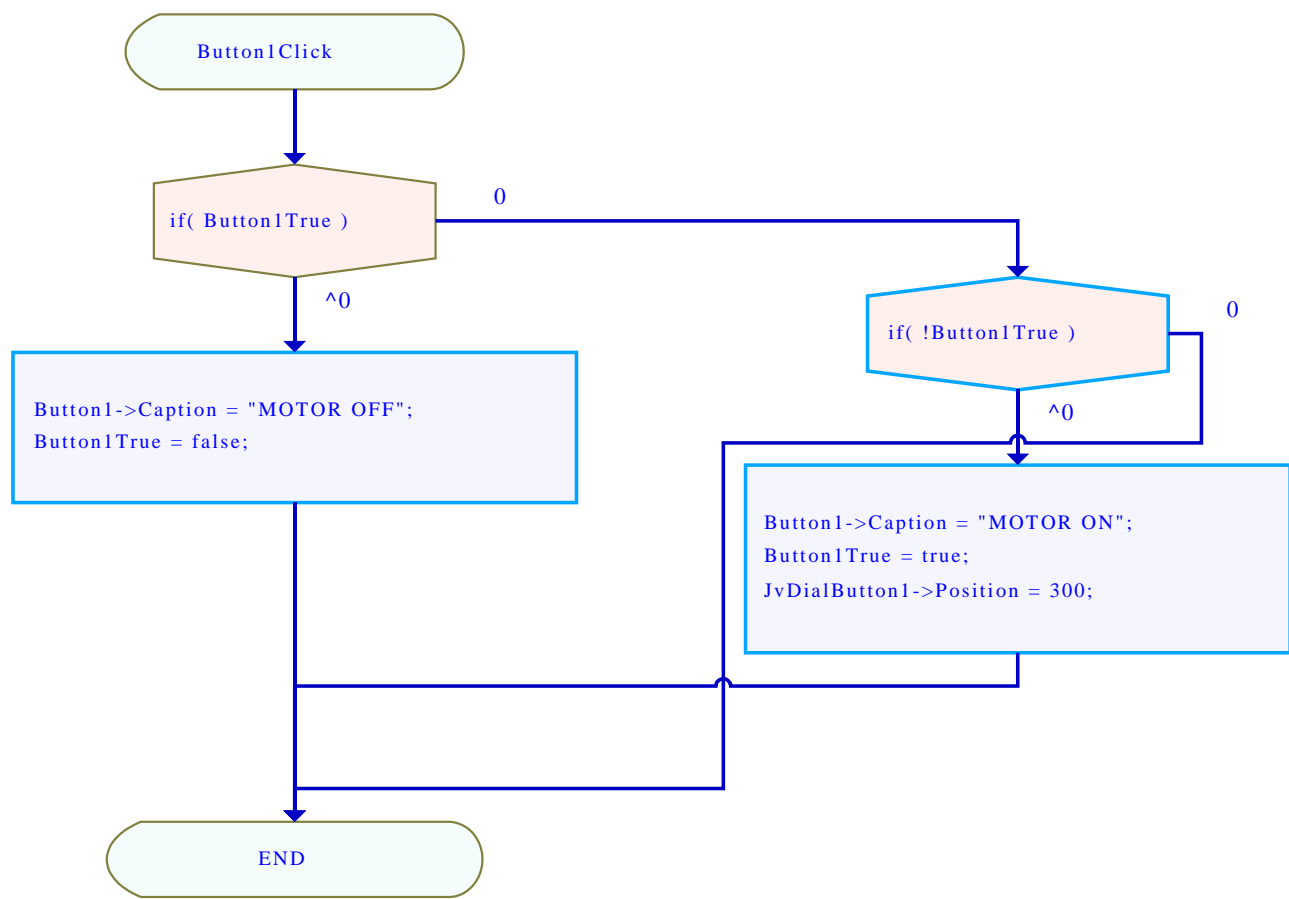 Button1Click
if( Button1True )
0
^0
if( !Button1True )
0
^0
Button1->Caption = "MOTOR OFF";
Button1True = false;
Button1->Caption = "MOTOR ON";
Button1True = true;
JvDialButton1->Position = 300;
END